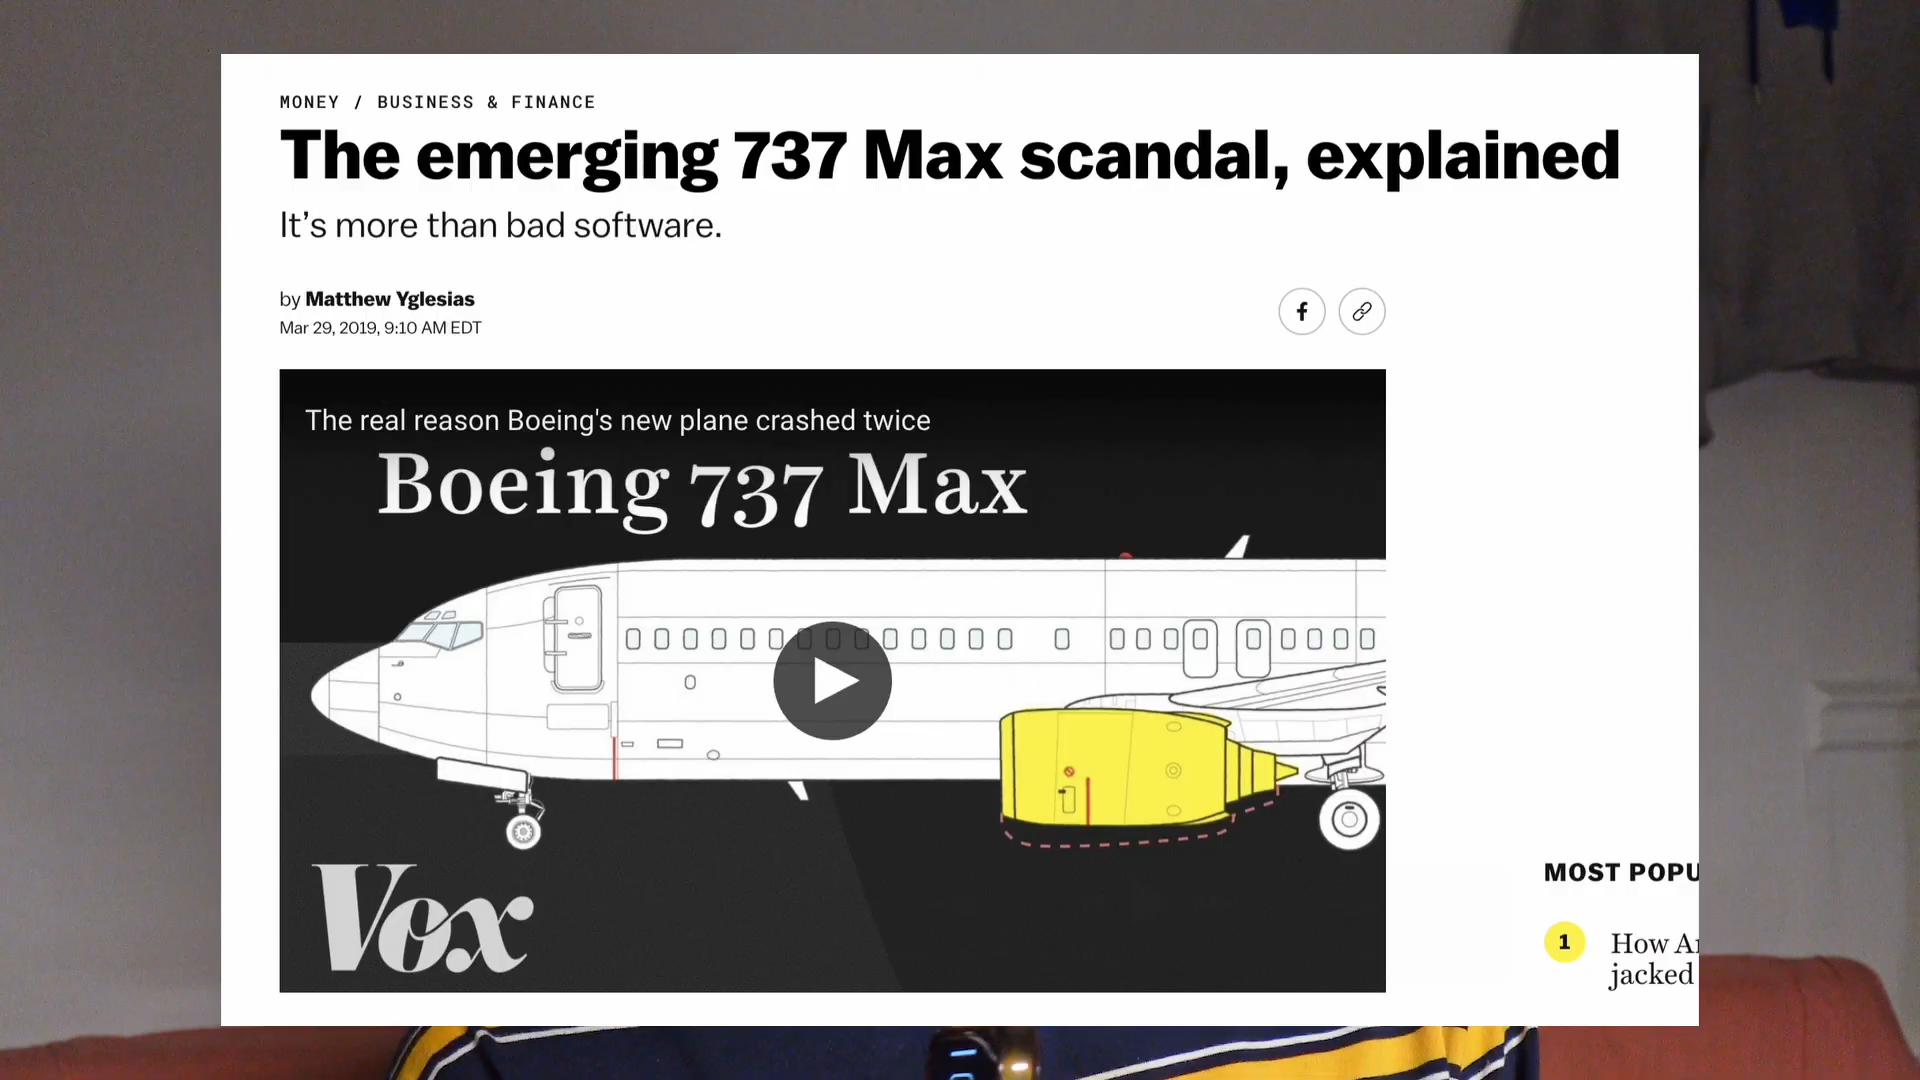 MONEY / BUSINESS & FINANCE
The emerging 737 Max scandal, explained
It's more than bad software.
by Matthew Yglesias
Mar 29, 2019, 9:10 AM EDT
The real reason Boeing's new plane crashed twice
Boeing 737 Max
Vox
MOST POPU
1
How
jacked